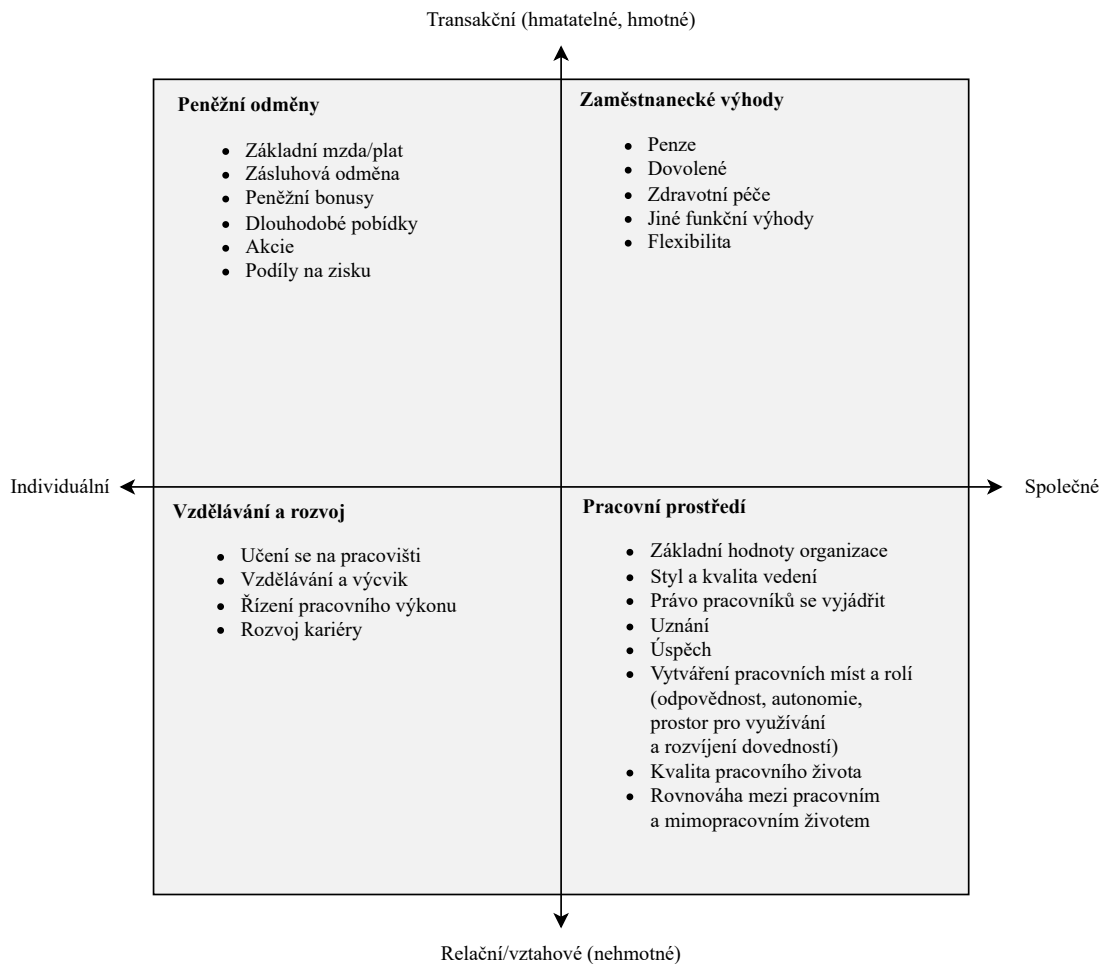 Transakční (hmatatelné, hmotné)
Peněžní odměny
Základní mzda/plat
Zásluhová odměna
Peněžní bonusy
Dlouhodobé pobídky
Akcie
Podíly na zisku
Zaměstnanecké výhody
Penze
Dovolené
Zdravotní péče
Jiné funkční výhody
Flexibilita
Individuální
Společné
Vzdělávání a rozvoj
Učení se na pracovišti
Vzdělávání a výcvik
Řízení pracovního výkonu
Rozvoj kariéry
Pracovní prostředí
Základní hodnoty organizace
Styl a kvalita vedení
Právo pracovníků se vyjádřit
Uznání
Úspěch
Vytváření pracovních míst a rolí
(odpovědnost, autonomie,
prostor pro využívání
a rozvíjení dovedností)
Kvalita pracovního života
Rovnováha mezi pracovním
a mimopracovním životem
Relační/vztahové (nehmotné)